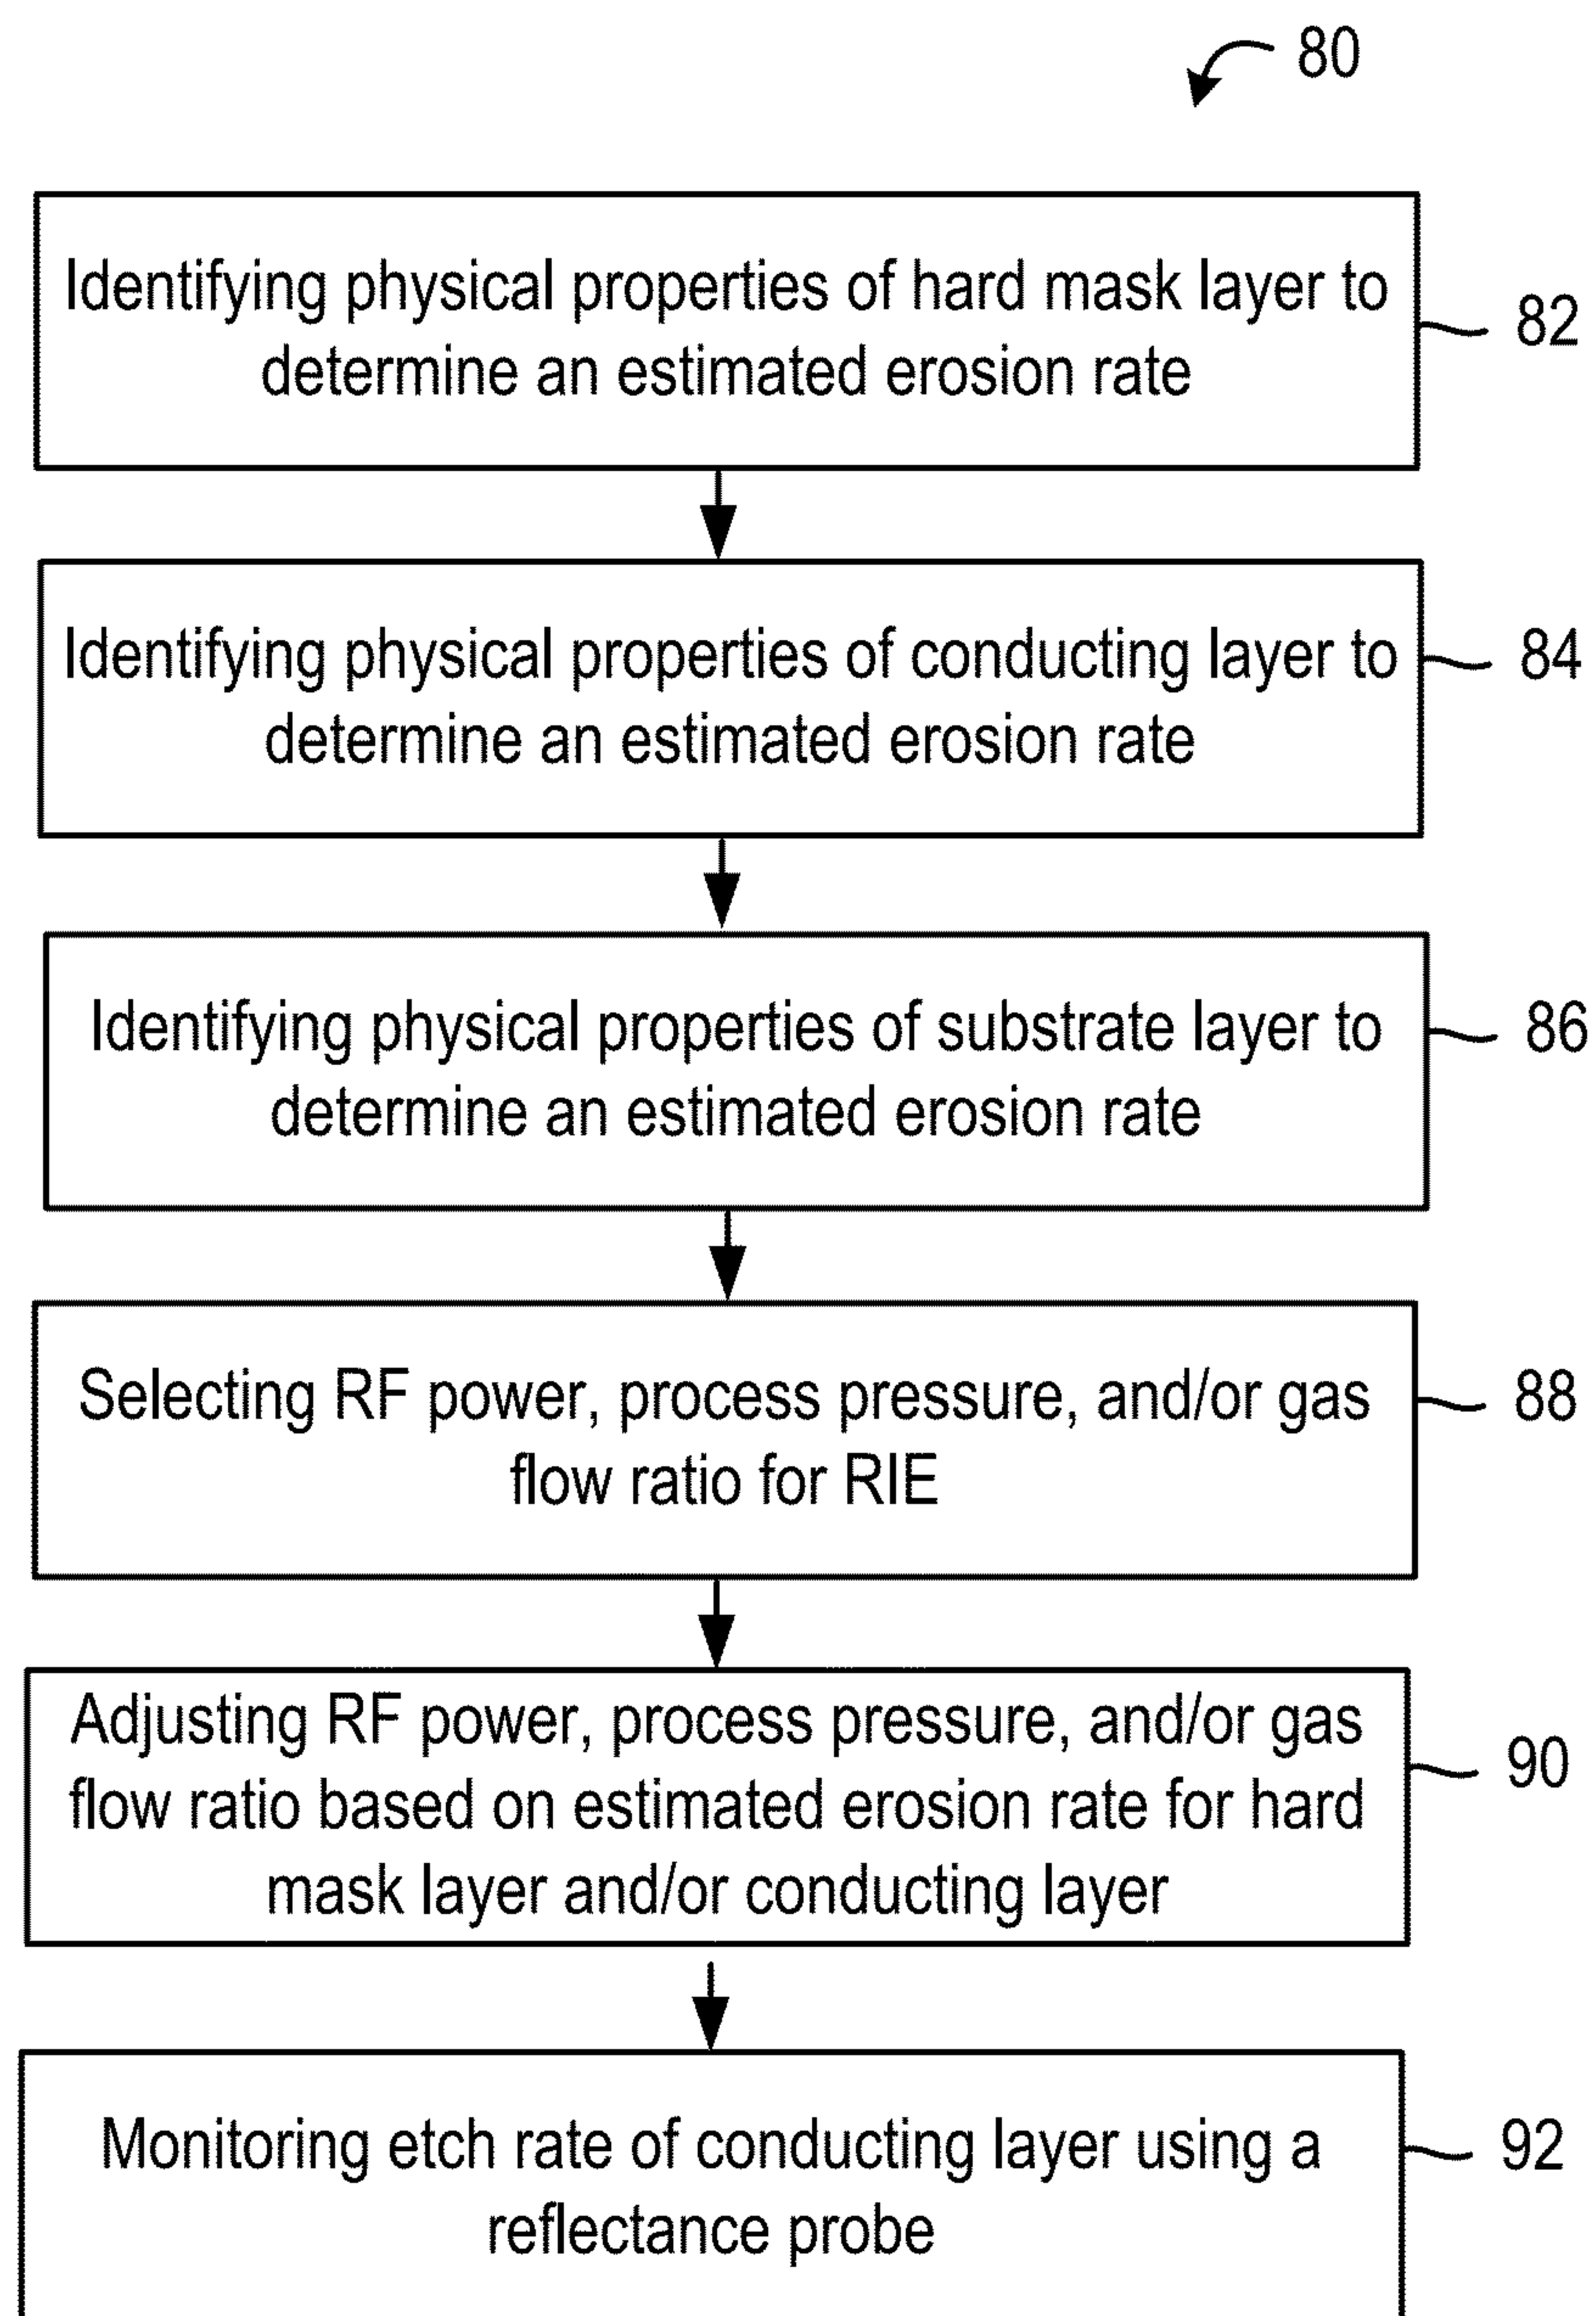 80
Identifying physical properties of hard mask layer to
determine an estimated erosion rate
82
Identifying physical properties of conducting layer to
determine an estimated erosion rate
84
Identifying physical properties of substrate layer to
determine an estimated erosion rate
86
Selecting RF power, process pressure, and/or gas
flow ratio for RIE
88
Adjusting RF power, process pressure, and/or gas
flow ratio based on estimated erosion rate for hard
mask layer and/or conducting layer
90
Monitoring etch rate of conducting layer using a
reflectance probe
92